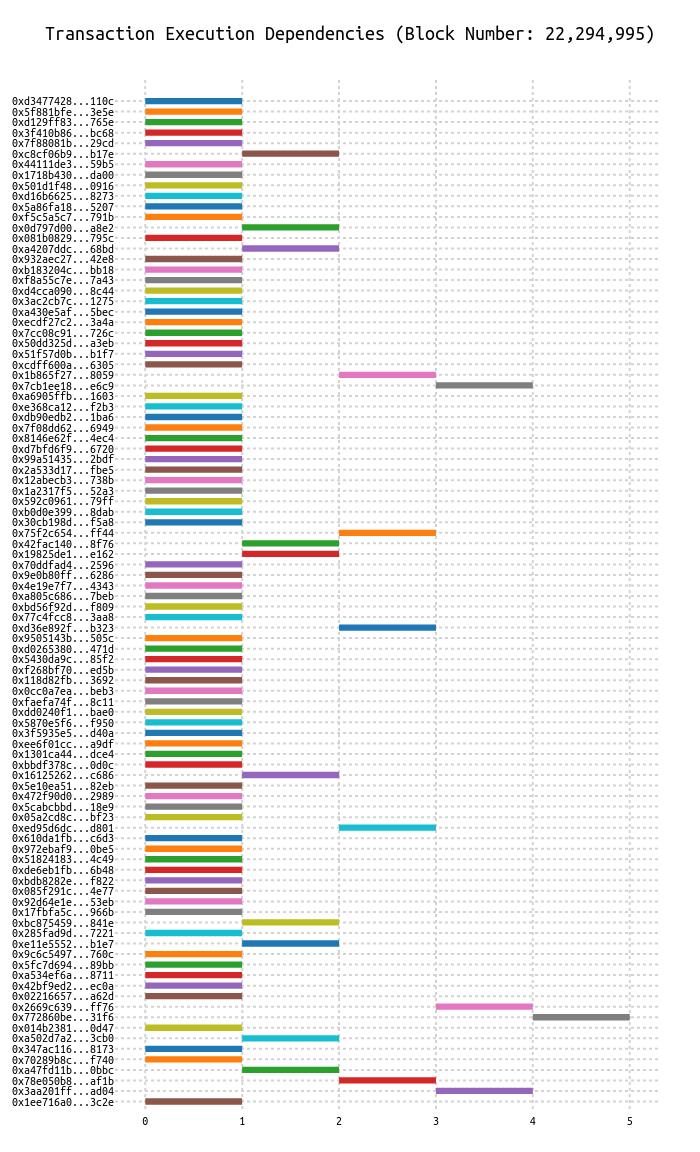 Transaction Execution Dependencies (Block Number: 22,294,995)
0xd3477428...110c
0x5f881bfe...3e5e
0xd129ff83...765e
0x3f410b86...bc68
0x7f88081b...29cd
0xc8cf06b9...b17e
0x44111de3...59b5
0x1718b430...da00
0x501d1f48...0916
0xd16b6625...8273
0x5a86fa18...5207
0xf5c5a5c7...791b
0x0d797d00...a8e2
0x081b0829...795c
0xa4207ddc...68bd
0x932aec27...42e8
0xb183204c...bb18
0xf8a55c7e...7a43
0xd4cca090...8c44
0x3ac2cb7c...1275
0xa430e5af...5bec
0xecdf27c2...3a4a
0x7cc08c91...726c
0x50dd325d...a3eb
0x51f57d0b...b1f7
0xcdff600a...6305
0x1b865f27...8059
0x7cb1ee18...e6c9
0xa6905ffb...1603
0xe368ca12...f2b3
0xdb90edb2...1ba6
0x7f08dd62...6949
0x8146e62f...4ec4
0xd7bfd6f9...6720
0x99a51435...2bdf
0x2a533d17...fbe5
0x12abecb3...738b
0x1a2317f5...52a3
0x592c0961...79ff
0xb0d0e399...8dab
0x30cb198d...f5a8
0x75f2c654...ff44
0x42fac140...8f76
0x19825de1...e162
0x70ddfad4...2596
0x9e0b80ff...6286
0x4e19e7f7...4343
0xa805c686...7beb
0xbd56f92d...f809
0x77c4fcc8...3aa8
0xd36e892f...b323
0x9505143b...505c
0xd0265380...471d
0x5430da9c...85f2
0xf268bf70...ed5b
0x118d82fb...3692
0x0cc0a7ea...beb3
0xfaefa74f...8c11
0xdd0240f1...bae0
0x5870e5f6...f950
0x3f5935e5...d40a
0xee6f01cc...a9df
0x1301ca44...dce4
0xbbdf378c...0d0c
0x16125262...c686
0x5e10ea51...82eb
0x472f90d0...2989
0x5cabcbbd...18e9
0x05a2cd8c...bf23
0xed95d6dc...d801
0x610da1fb...c6d3
0x972ebaf9...0be5
0x51824183...4c49
0xde6eb1fb...6b48
0xbdb8282e...f822
0x085f291c...4e77
0x92d64e1e...53eb
0x17fbfa5c...966b
0xbc875459...841e
0x285fad9d...7221
0xe11e5552...b1e7
0x9c6c5497...760c
0x5fc7d694...89bb
0xa534ef6a...8711
0x42bf9ed2...ec0a
0x02216657...a62d
0x2669c639...ff76
0x772860be...31f6
0x014b2381...0d47
0xa502d7a2...3cb0
0x347ac116...8173
0x70289b8c...f740
0xa47fd11b...0bbc
0x78e050b8...af1b
0x3aa201ff...ad04
0x1ee716a0...3c2e
0 1 2 3 4 5